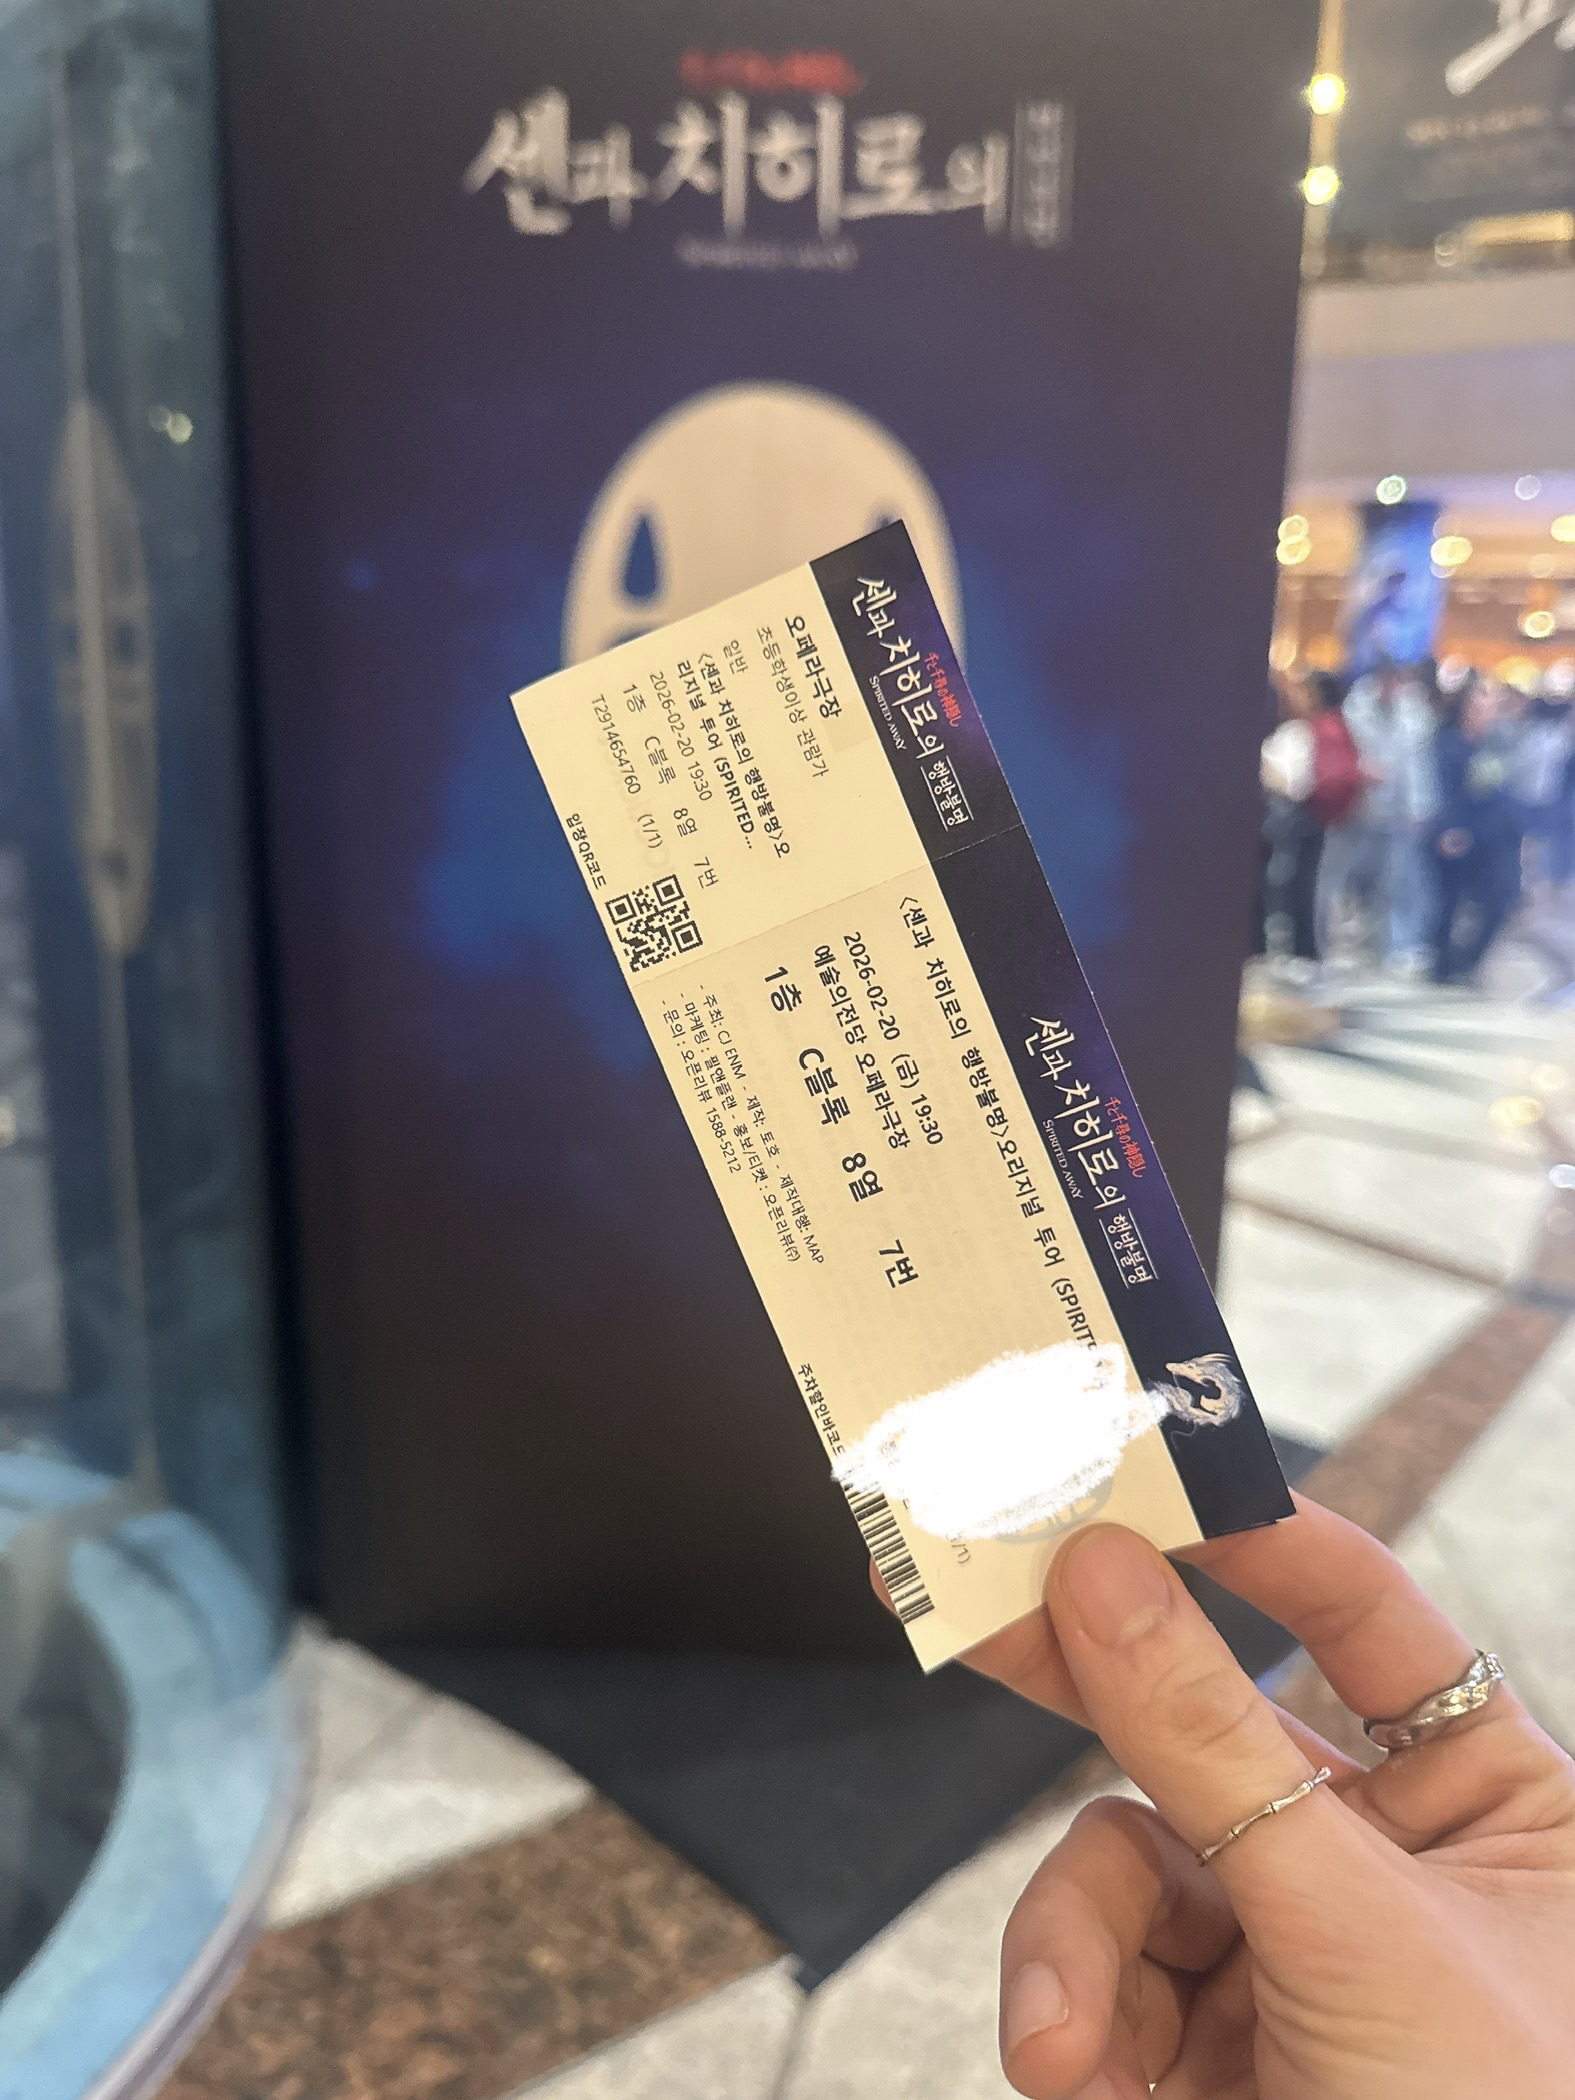 센과 치히로의
센과 치히로의 행방불명
千と千尋の神隠し
SPIRITED AWAY
오페라극장
초등학생이상 관람가
일반
<센과 치히로의 행방불명>오
리지널 투어 (SPIRITED...
2026-02-20 19:30
1층 C블록 8열 7번
T2914654760 (1/1)
입장QR코드
센과 치히로의 행방불명
千と千尋の神隠し
SPIRITED AWAY
<센과 치히로의 행방불명>오리지널 투어 (SPIRITE
2026-02-20 (금) 19:30
예술의전당 오페라극장
1층 C블록 8열 7번
- 주최: CJ ENM - 제작: 토호 - 제작대행: MAP
- 마케팅 : 필앤플랜 - 홍보/티켓 : 오픈리뷰㈜
- 문의 : 오픈리뷰 1588-5212
주차할인바코드
/1)